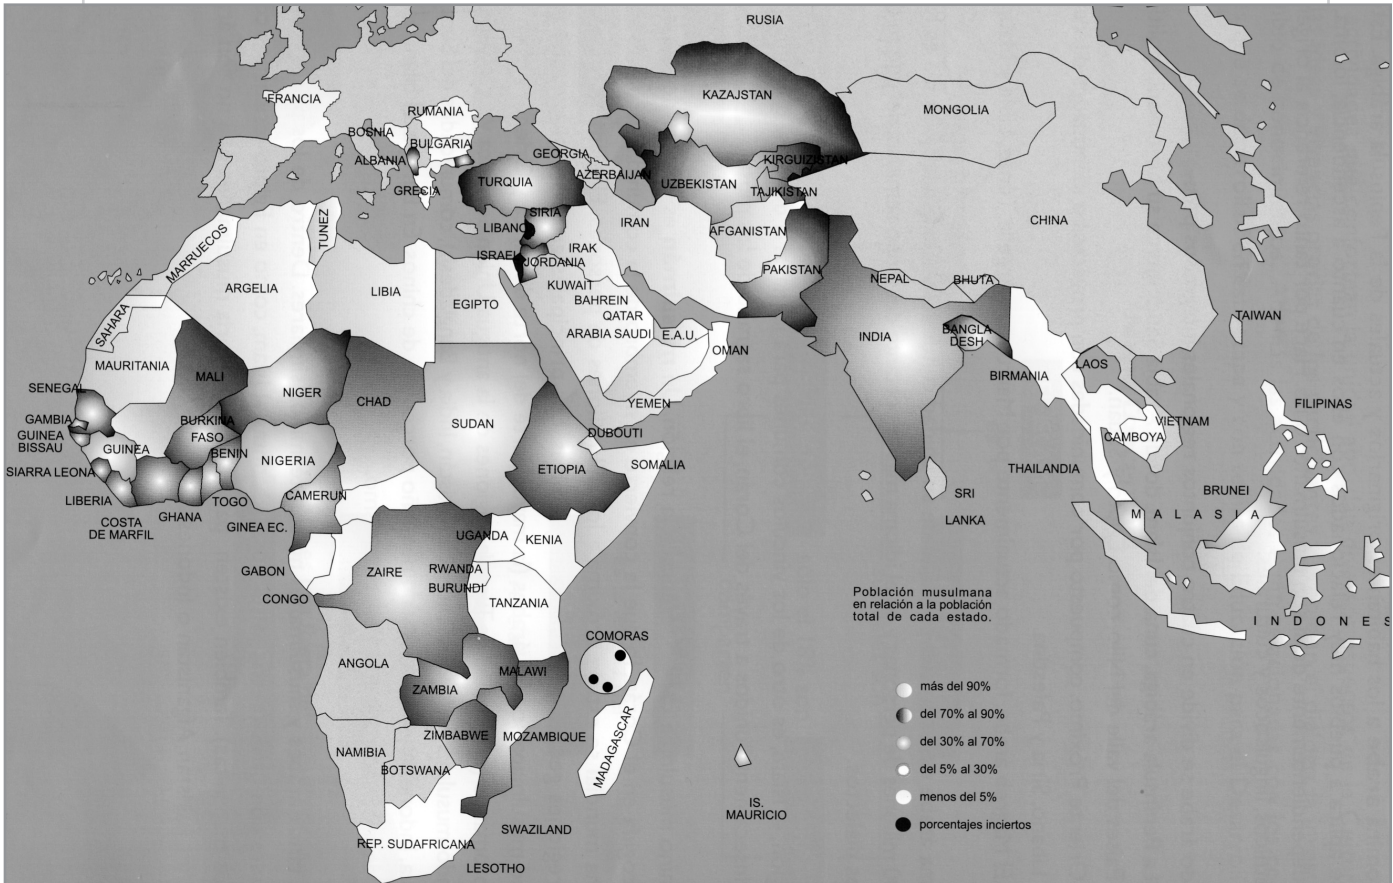 RUSIA
FRANCIA
RUMANIA
BOSNIA
BULGARIA
ALBANIA
GRECIA
GEORGIA
AZERBAIJAN
TURQUIA
KAZAJSTAN
MONGOLIA
KIRGUIZISTAN
UZBEKISTAN
TAJIKISTAN
CHINA
SIRIA
LIBANO
ISRAEL
JORDANIA
IRAK
IRAN
AFGANISTAN
PAKISTAN
KUWAIT
BAHREIN
QATAR
ARABIA SAUDI
E.A.U.
OMAN
YEMEN
NEPAL
BHUTA
INDIA
BANGLA
DESH
BIRMANIA
LAOS
TAIWAN
VIETNAM
CAMBOYA
THAILANDIA
FILIPINAS
BRUNEI
MALASIA
INDONES
SRI
LANKA
TUNEZ
MARRUECOS
ARGELIA
LIBIA
EGIPTO
SAHARA
MAURITANIA
MALI
NIGER
CHAD
SUDAN
SENEGAL
GAMBIA
GUINEA
BISSAU
GUINEA
BURKINA
FASO
BENIN
NIGERIA
SIARRA LEONA
LIBERIA
COSTA
DE MARFIL
GHANA
TOGO
GINEA EC.
CAMERUN
ETIOPIA
DUBOUTI
SOMALIA
UGANDA
KENIA
GABON
CONGO
ZAIRE
RWANDA
BURUNDI
TANZANIA
COMORAS
ANGOLA
ZAMBIA
MALAWI
ZIMBABWE
MOZAMBIQUE
MADAGASCAR
NAMIBIA
BOTSWANA
SWAZILAND
REP. SUDAFRICANA
LESOTHO
IS.
MAURICIO
Población musulmana
en relación a la población
total de cada estado.
más del 90%
del 70% al 90%
del 30% al 70%
del 5% al 30%
menos del 5%
porcentajes inciertos